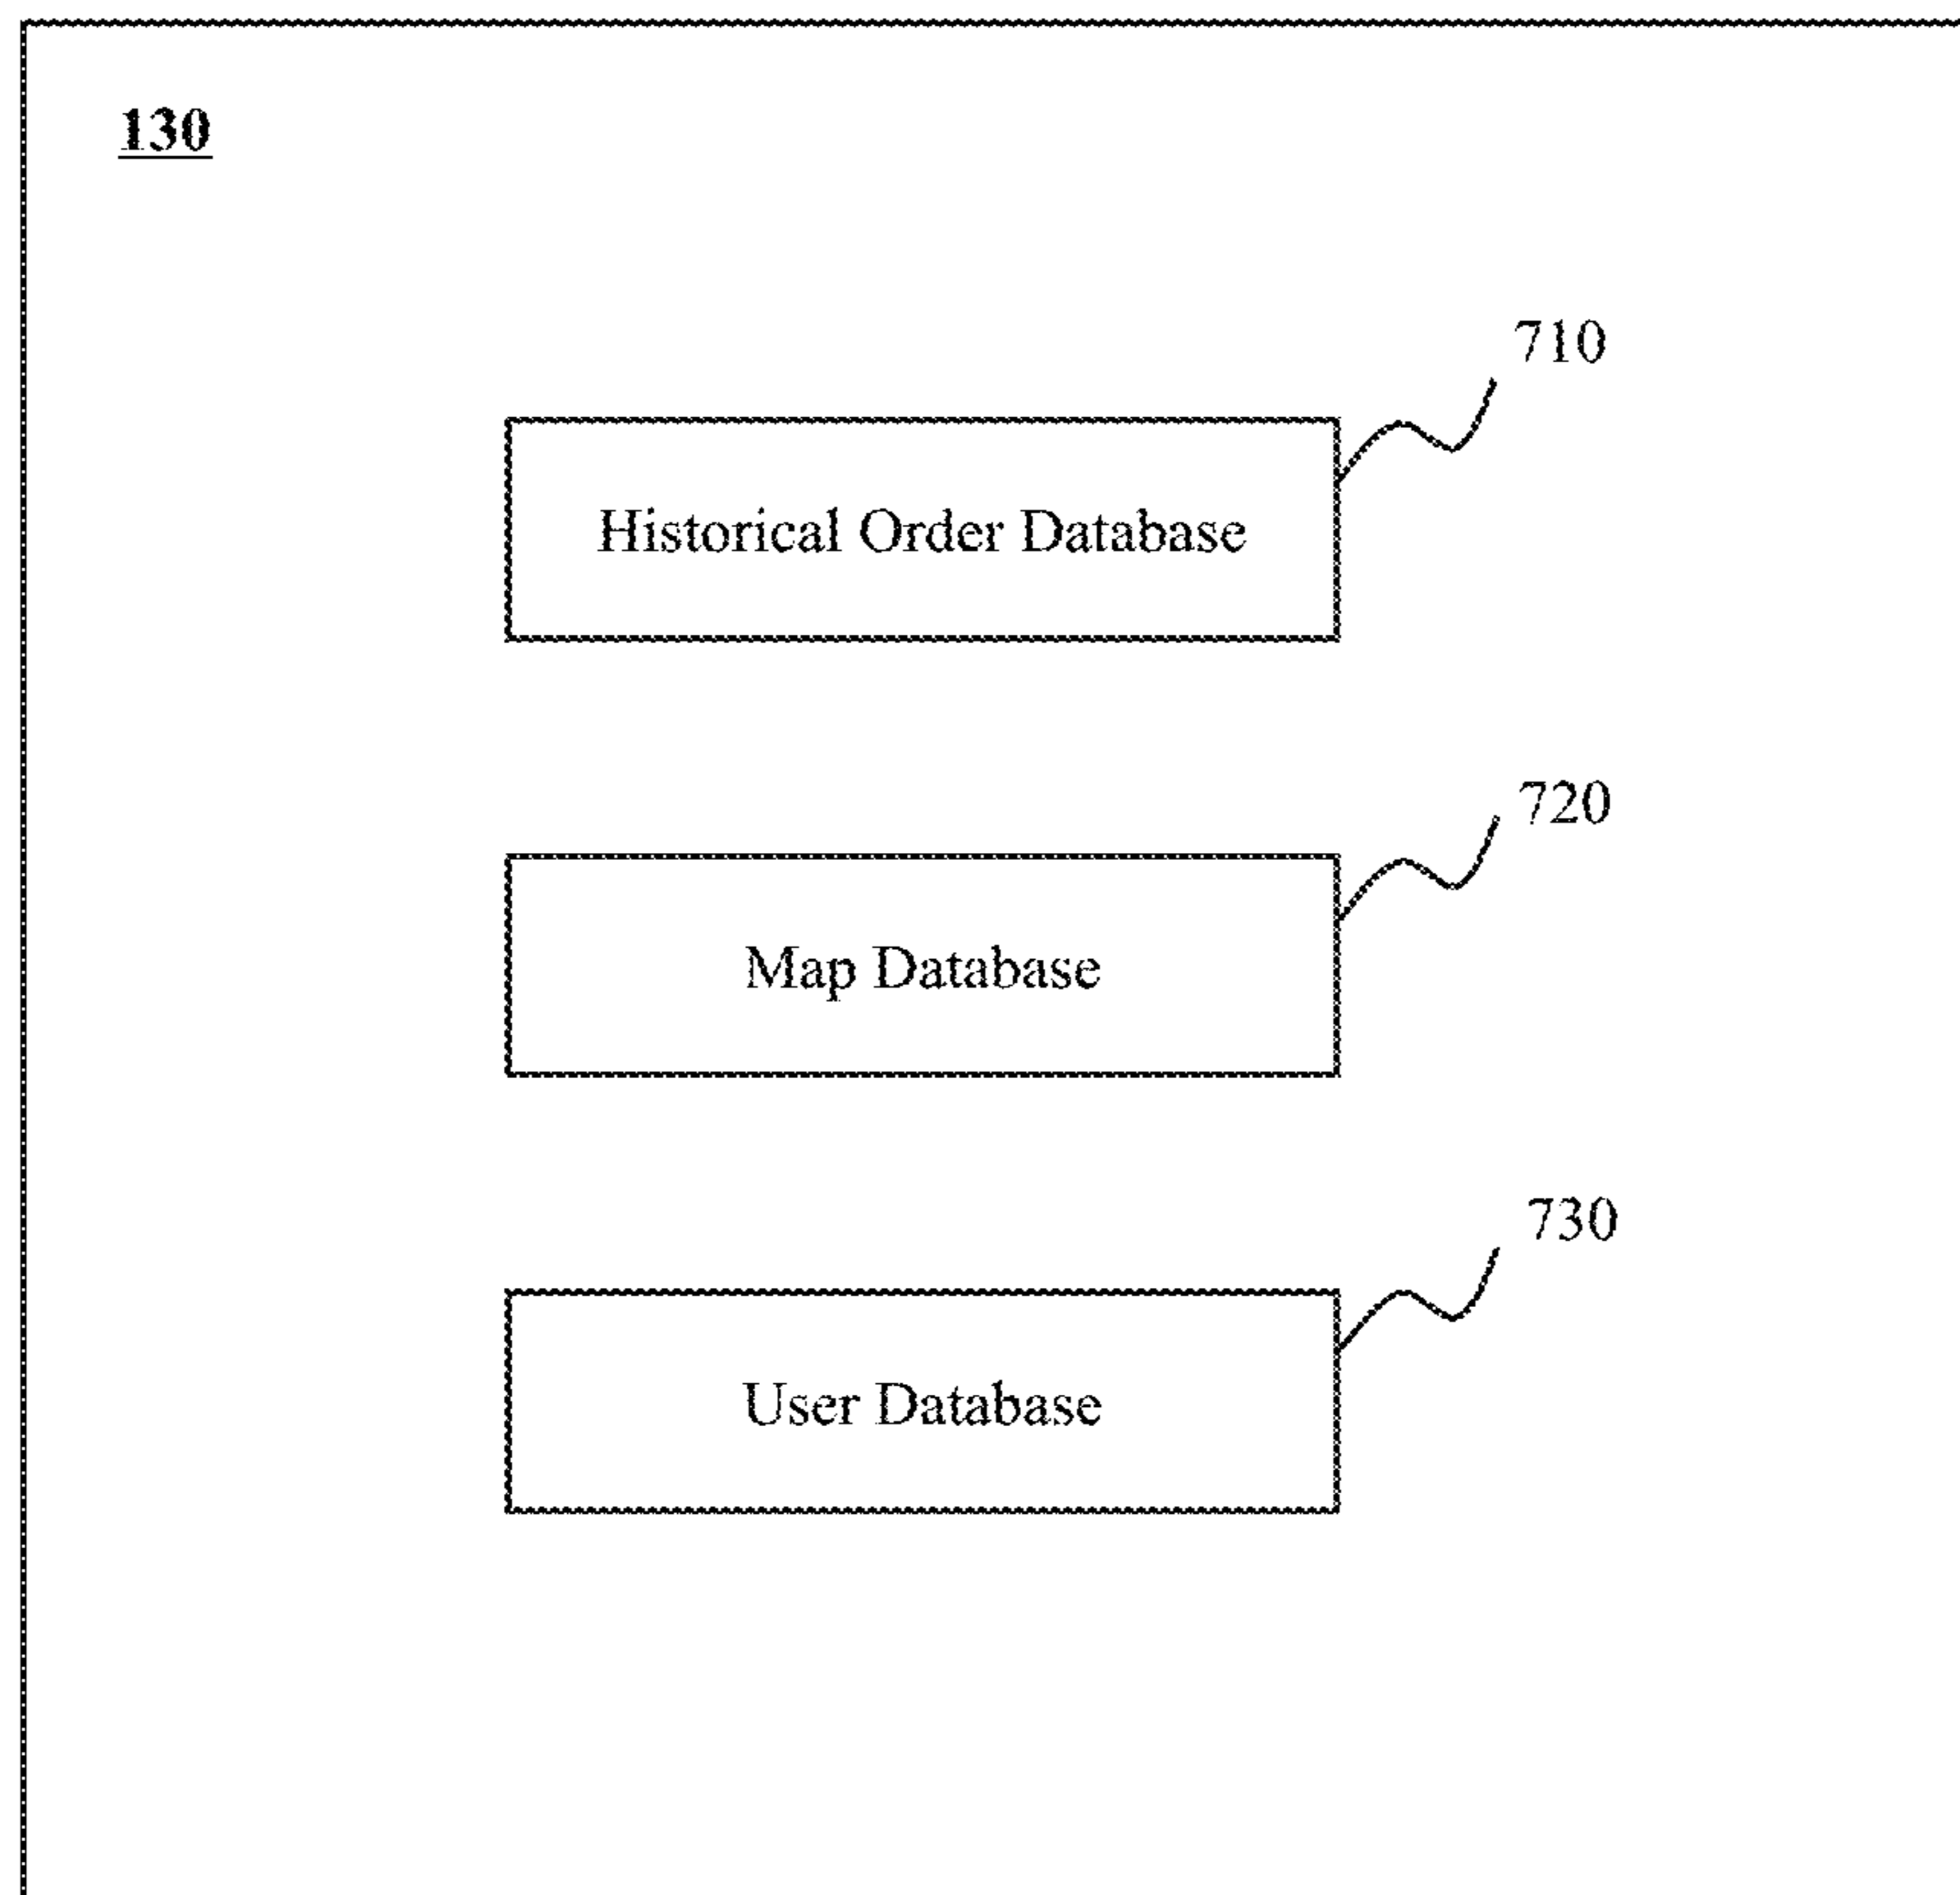 130
710
Historical Order Database
720
Map Database
730
User Database